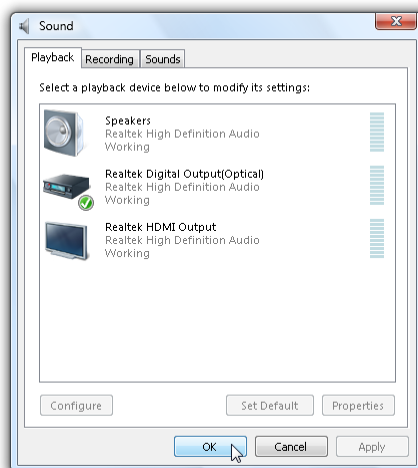 Sound
Playback Recording Sounds
Select a playback device below to modify its settings:
Speakers
Realtek High Definition Audio
Working
Realtek Digital Output(Optical)
Realtek High Definition Audio
Working
Realtek HDMI Output
Realtek High Definition Audio
Working
Configure Set Default Properties
OK Cancel Apply